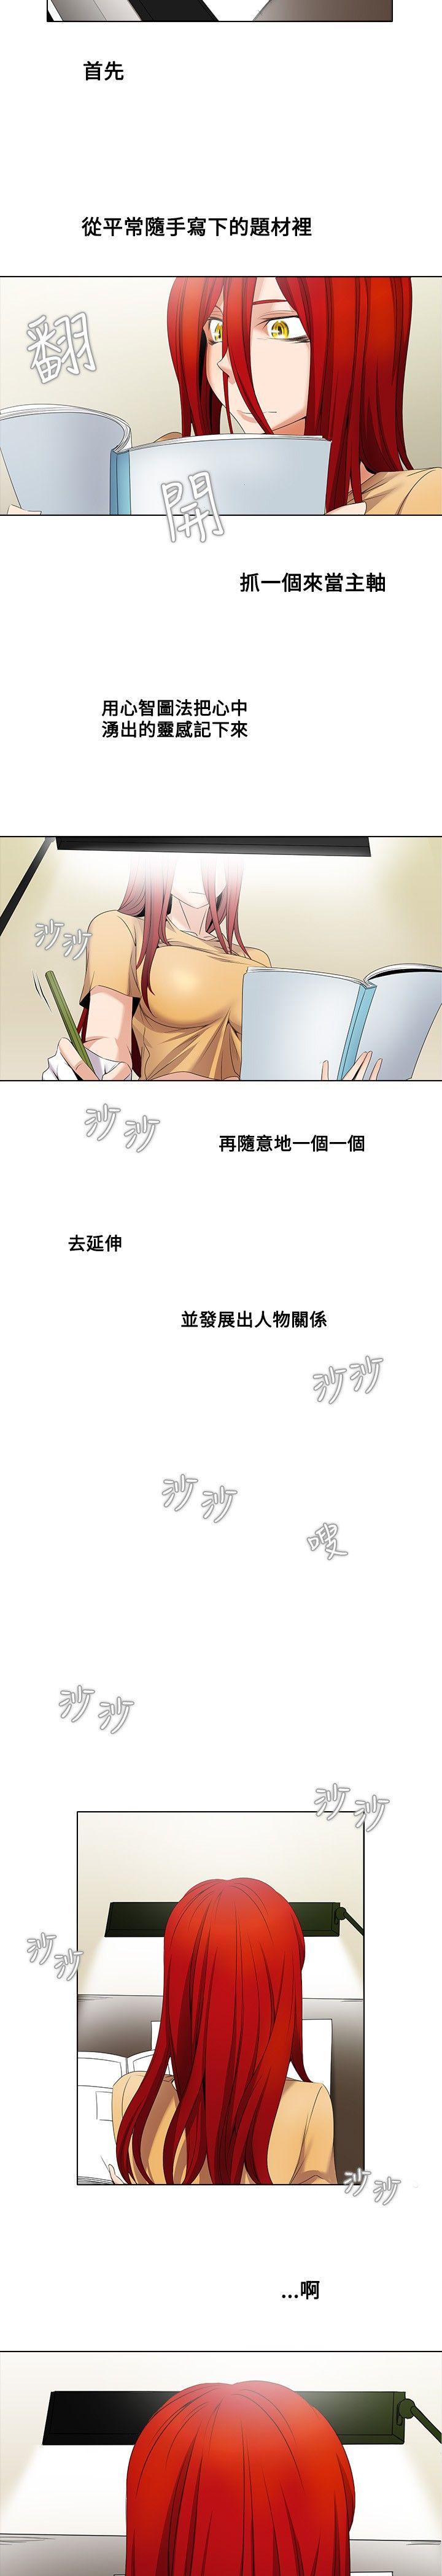 首先
從平常隨手寫下的題材裡
翻
開
抓一個來當主軸
用心智圖法把心中
湧出的靈感記下來
沙沙
沙沙
再隨意地一個一個
去延伸
並發展出人物關係
沙沙
沙沙
嗖
沙沙
沙沙
沙沙
沙沙
...啊